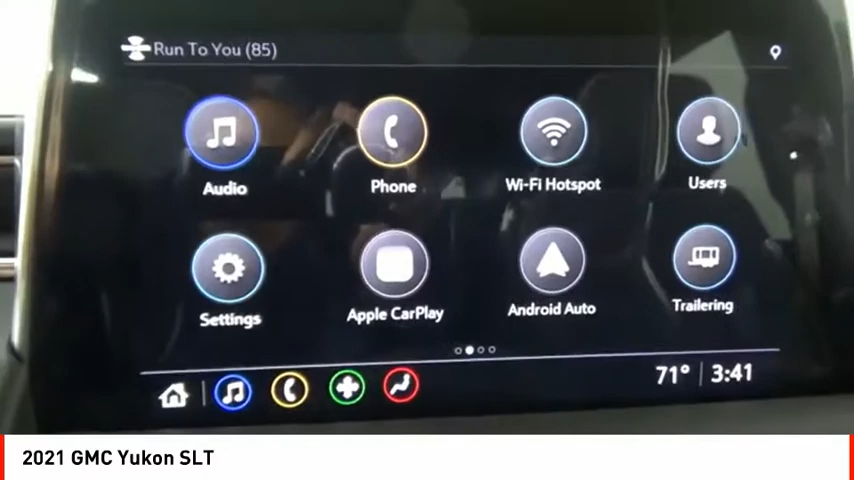 Run To You (85)
Audio
Phone
Wi-Fi Hotspot
Users
Settings
Apple CarPlay
Android Auto
Trailering
71° 3:41
2021 GMC Yukon SLT